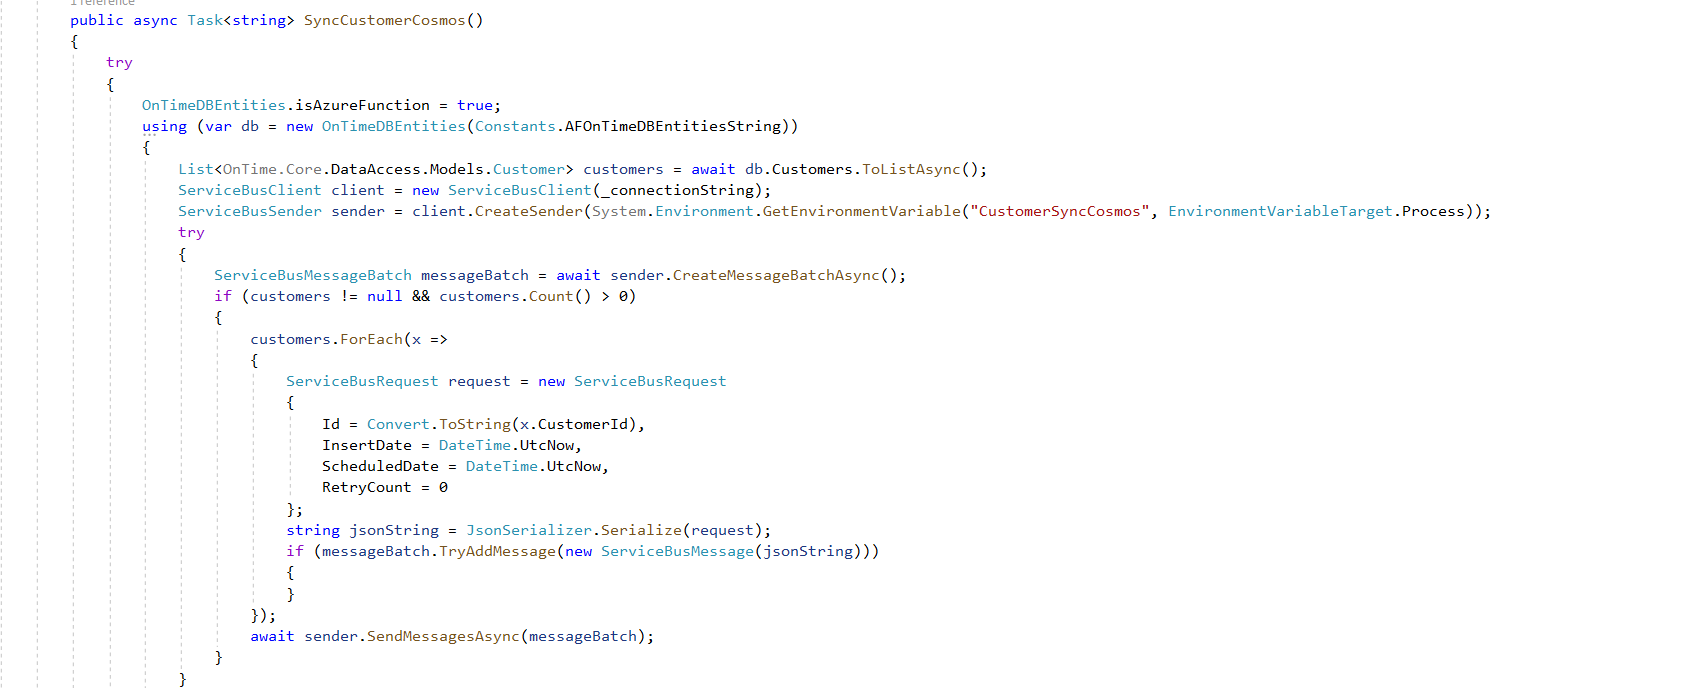 1 reference
public async Task<string> SyncCustomerCosmos()
{
try
{
OnTimeDBEntities.isAzureFunction = true;
using (var db = new OnTimeDBEntities(Constants.AFOnTimeDBEntitiesString))
{
List<OnTime.Core.DataAccess.Models.Customer> customers = await db.Customers.ToListAsync();
ServiceBusClient client = new ServiceBusClient(_connectionString);
ServiceBusSender sender = client.CreateSender(System.Environment.GetEnvironmentVariable("CustomerSyncCosmos", EnvironmentVariableTarget.Process));
try
{
ServiceBusMessageBatch messageBatch = await sender.CreateMessageBatchAsync();
if (customers != null && customers.Count() > 0)
{
customers.ForEach(x =>
{
ServiceBusRequest request = new ServiceBusRequest
{
Id = Convert.ToString(x.CustomerId),
InsertDate = DateTime.UtcNow,
ScheduledDate = DateTime.UtcNow,
RetryCount = 0
};
string jsonString = JsonSerializer.Serialize(request);
if (messageBatch.TryAddMessage(new ServiceBusMessage(jsonString)))
{
}
});
await sender.SendMessagesAsync(messageBatch);
}
}